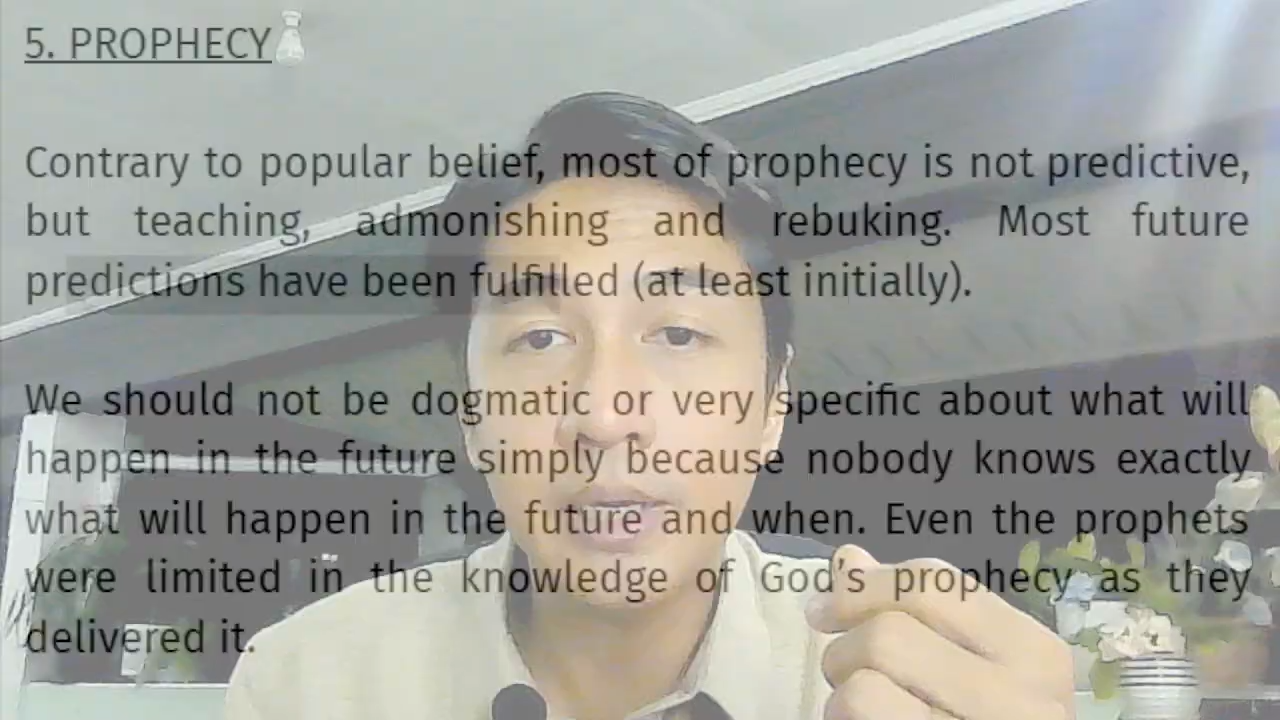 5. PROPHECY
Contrary to popular belief, most of prophecy is not predictive,
but teaching, admonishing and rebuking. Most future
predictions have been fulfilled (at least initially).
We should not be dogmatic or very specific about what will
happen in the future simply because nobody knows exactly
what will happen in the future and when. Even the prophets
were limited in the knowledge of God’s prophecy as they
delivered it.